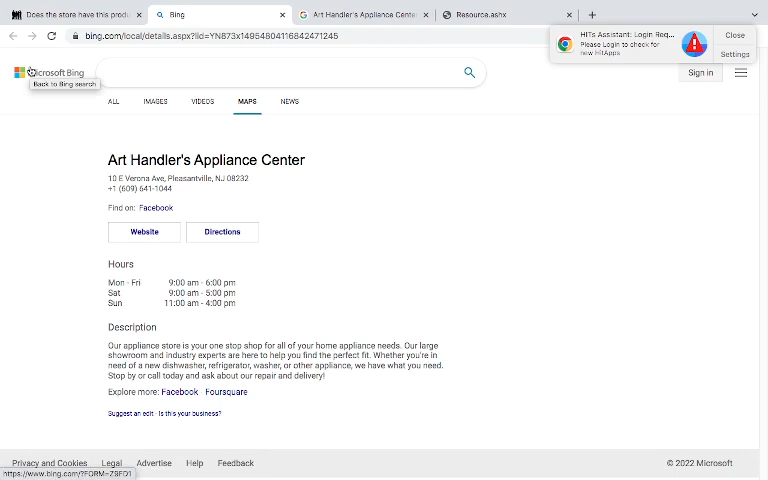 Does the store have this produ
Bing
Art Handler's Appliance Center
Resource.ashx
bing.com/local/details.aspx?lid=YN873x14954804116842471245
HITs Assistant: Login Req...
Please Login to check for
new HitApps
Close
Settings
Microsoft Bing
Back to Bing search
Sign in
ALL IMAGES VIDEOS MAPS NEWS
Art Handler's Appliance Center
10 E Verona Ave, Pleasantville, NJ 08232
+1 (609) 641-1044
Find on: Facebook
Website Directions
Hours
Mon - Fri 9:00 am - 6:00 pm
Sat 9:00 am - 5:00 pm
Sun 11:00 am - 4:00 pm
Description
Our appliance store is your one stop shop for all of your home appliance needs. Our large
showroom and industry experts are here to help you find the perfect fit. Whether you're in
need of a new dishwasher, refrigerator, washer, or other appliance, we have what you need.
Stop by or call today and ask about our repair and delivery!
Explore more: Facebook · Foursquare
Suggest an edit · Is this your business?
Privacy and Cookies Legal Advertise Help Feedback © 2022 Microsoft
https://www.bing.com/?FORM=Z9FD1